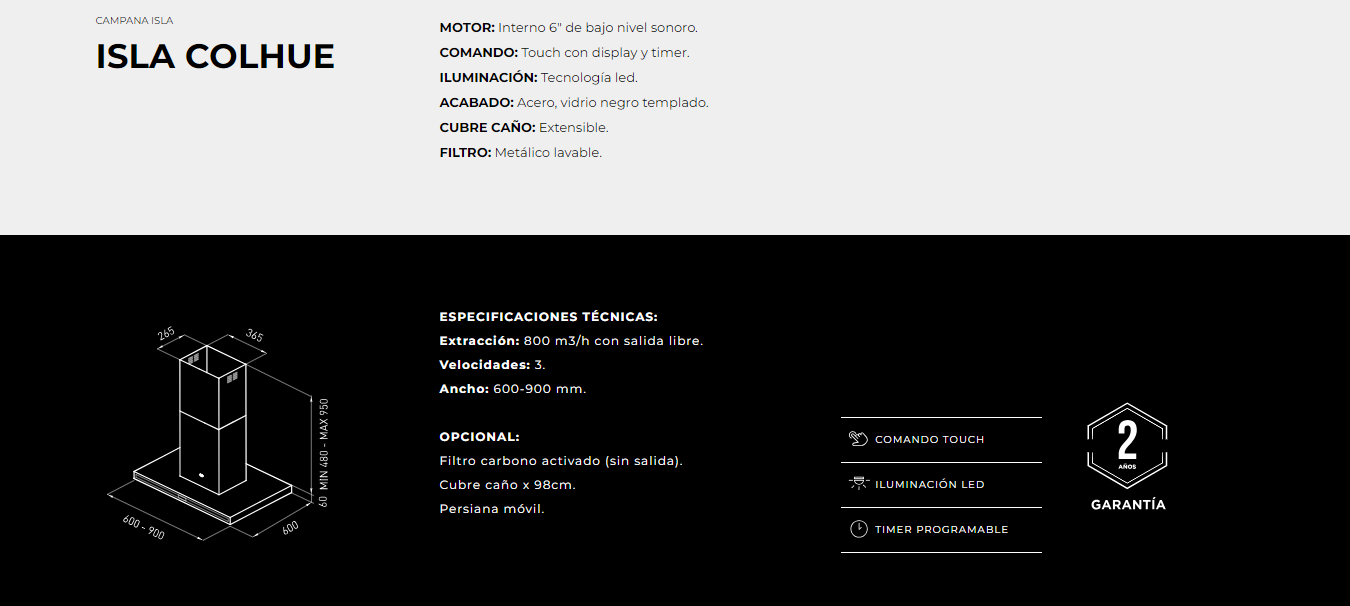 CAMPANA ISLA
ISLA COLHUE
MOTOR: Interno 6" de bajo nivel sonoro.
COMANDO: Touch con display y timer.
ILUMINACIÓN: Tecnología led.
ACABADO: Acero, vidrio negro templado.
CUBRE CAÑO: Extensible.
FILTRO: Metálico lavable.
265
365
60 MIN 480 - MAX 950
600 - 900
600
ESPECIFICACIONES TÉCNICAS:
Extracción: 800 m3/h con salida libre.
Velocidades: 3.
Ancho: 600-900 mm.
OPCIONAL:
Filtro carbono activado (sin salida).
Cubre caño x 98cm.
Persiana móvil.
COMANDO TOUCH
ILUMINACIÓN LED
TIMER PROGRAMABLE
2
AÑOS
GARANTÍA